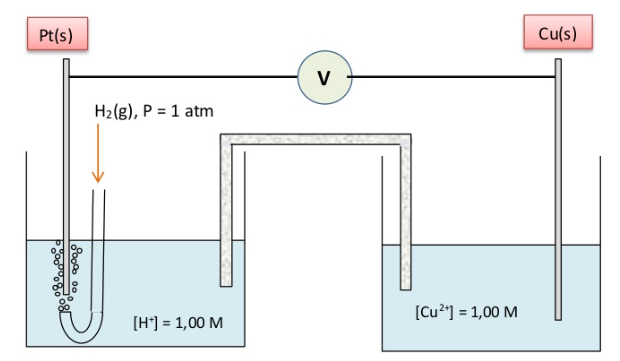 Pt(s)
Cu(s)
V
H₂(g), P = 1 atm
[H⁺] = 1,00 M
[Cu²⁺] = 1,00 M